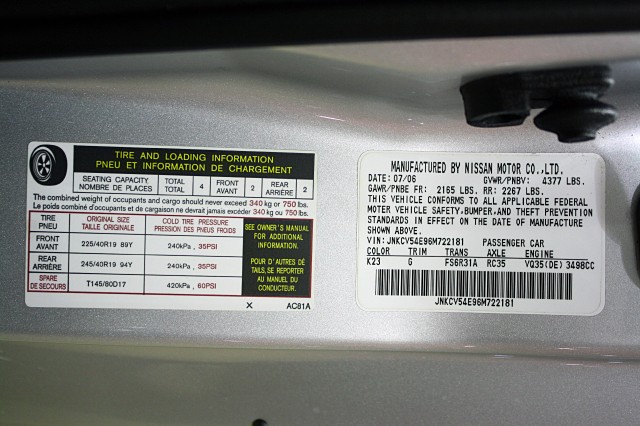 TIRE AND LOADING INFORMATION
PNEU ET INFORMATION DE CHARGEMENT
SEATING CAPACITY
NOMBRE DE PLACES
TOTAL
TOTAL
4
FRONT
AVANT
2
REAR
ARRIÈRE
2
The combined weight of occupants and cargo should never exceed 340 kg or 750 lbs.
Le poids combiné d'occupants et de cargaison ne devrait jamais excéder 340 kg or 750 lbs.
TIRE
PNEU
ORIGINAL SIZE
TAILLE ORIGINALE
COLD TIRE PRESSURE
PRESSION DES PNEUS FROIDS
FRONT
AVANT
225/40R19 89Y
240kPa, 35PSI
REAR
ARRIÈRE
245/40R19 94Y
240kPa, 35PSI
SPARE
DE SECOURS
T145/80D17
420kPa, 60PSI
SEE OWNER'S MANUAL
FOR ADDITIONAL
INFORMATION.
POUR D'AUTRES DÉ
TAILS, SE REPORTER
AU MANUEL DU
CONDUCTEUR.
X AC81A
MANUFACTURED BY NISSAN MOTOR CO.,LTD.
DATE: 07/06 GVWR/PNBV: 4377 LBS.
GAWR/PNBE FR: 2165 LBS. RR: 2267 LBS.
THIS VEHICLE CONFORMS TO ALL APPLICABLE FEDERAL
MOTOR VEHICLE SAFETY,BUMPER,AND THEFT PREVENTION
STANDARDS IN EFFECT ON THE DATE OF MANUFACTURE
SHOWN ABOVE.
VIN: JNKCV54E96M722181 PASSENGER CAR
COLOR TRIM TRANS AXLE ENGINE
K23 G FS6R31A RC35 VQ35(DE) 3498CC
JNKCV54E96M722181